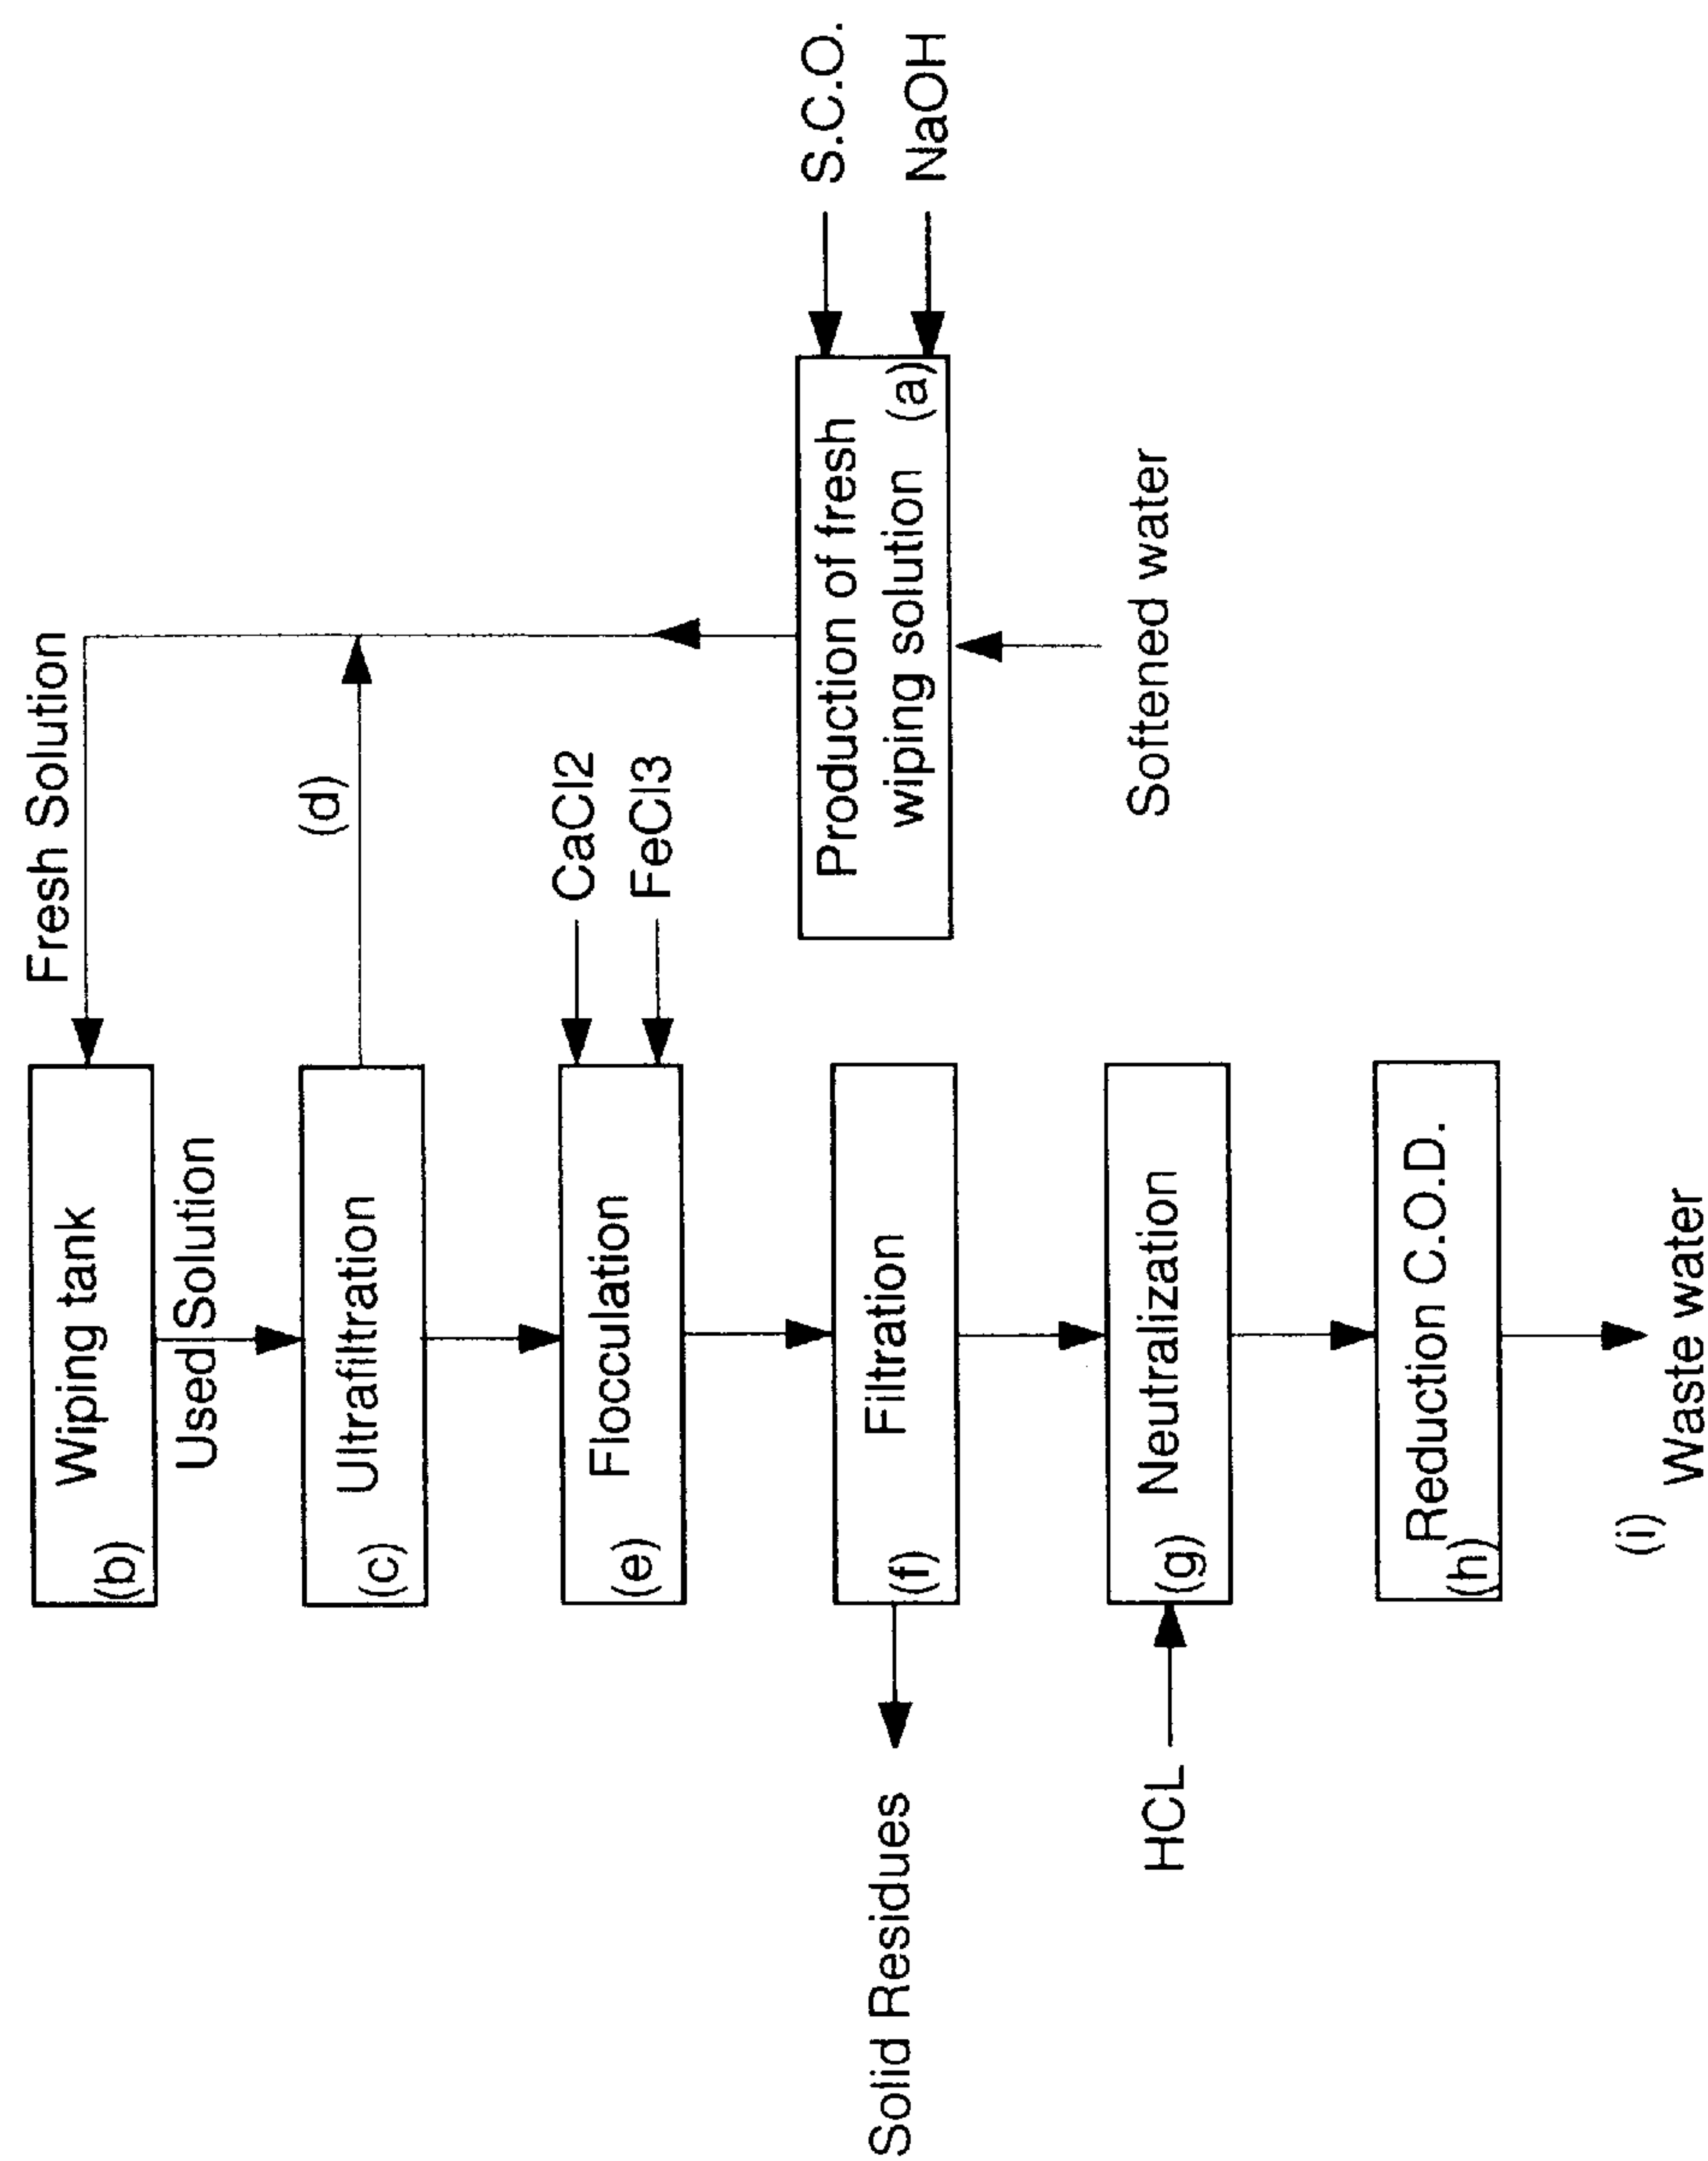 Fresh Solution
Wiping tank
(b)
Used Solution
Ultrafiltration
(c)
(d)
CaCl2
FeCl3
Flocculation
(e)
S.C.O.
NaOH
Production of fresh
wiping solution (a)
Softened water
Filtration
(f)
Solid Residues
Neutralization
(g)
HCL
Reduction C.O.D.
(h)
(i)
Waste water